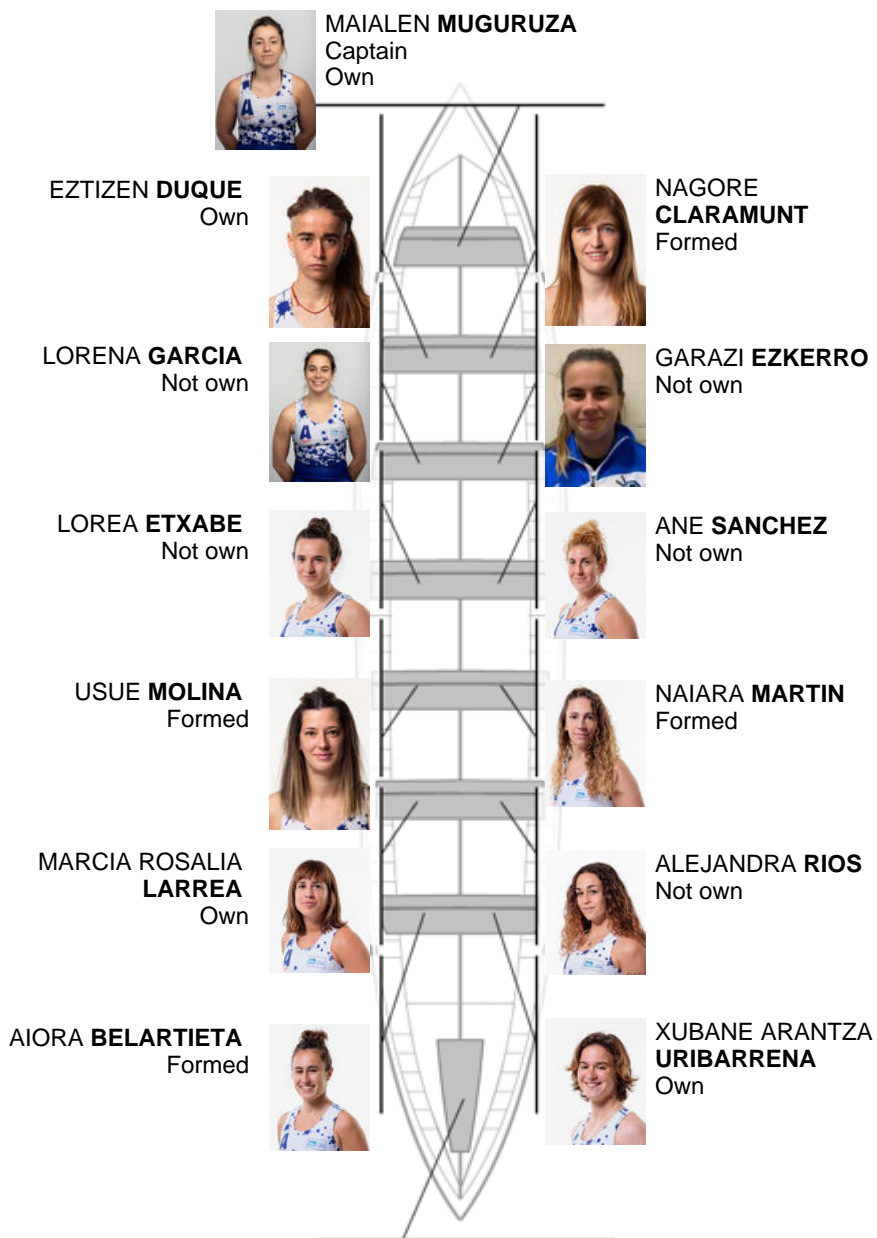 MAIALEN MUGURUZA
Captain
Own
EZTIZEN DUQUE
Own
NAGORE
CLARAMUNT
Formed
LORENA GARCIA
Not own
GARAZI EZKERRO
Not own
LOREA ETXABE
Not own
ANE SANCHEZ
Not own
USUE MOLINA
Formed
NAIARA MARTIN
Formed
MARCIA ROSALIA
LARREA
Own
ALEJANDRA RIOS
Not own
AIORA BELARTIETA
Formed
XUBANE ARANTZA
URIBARRENA
Own